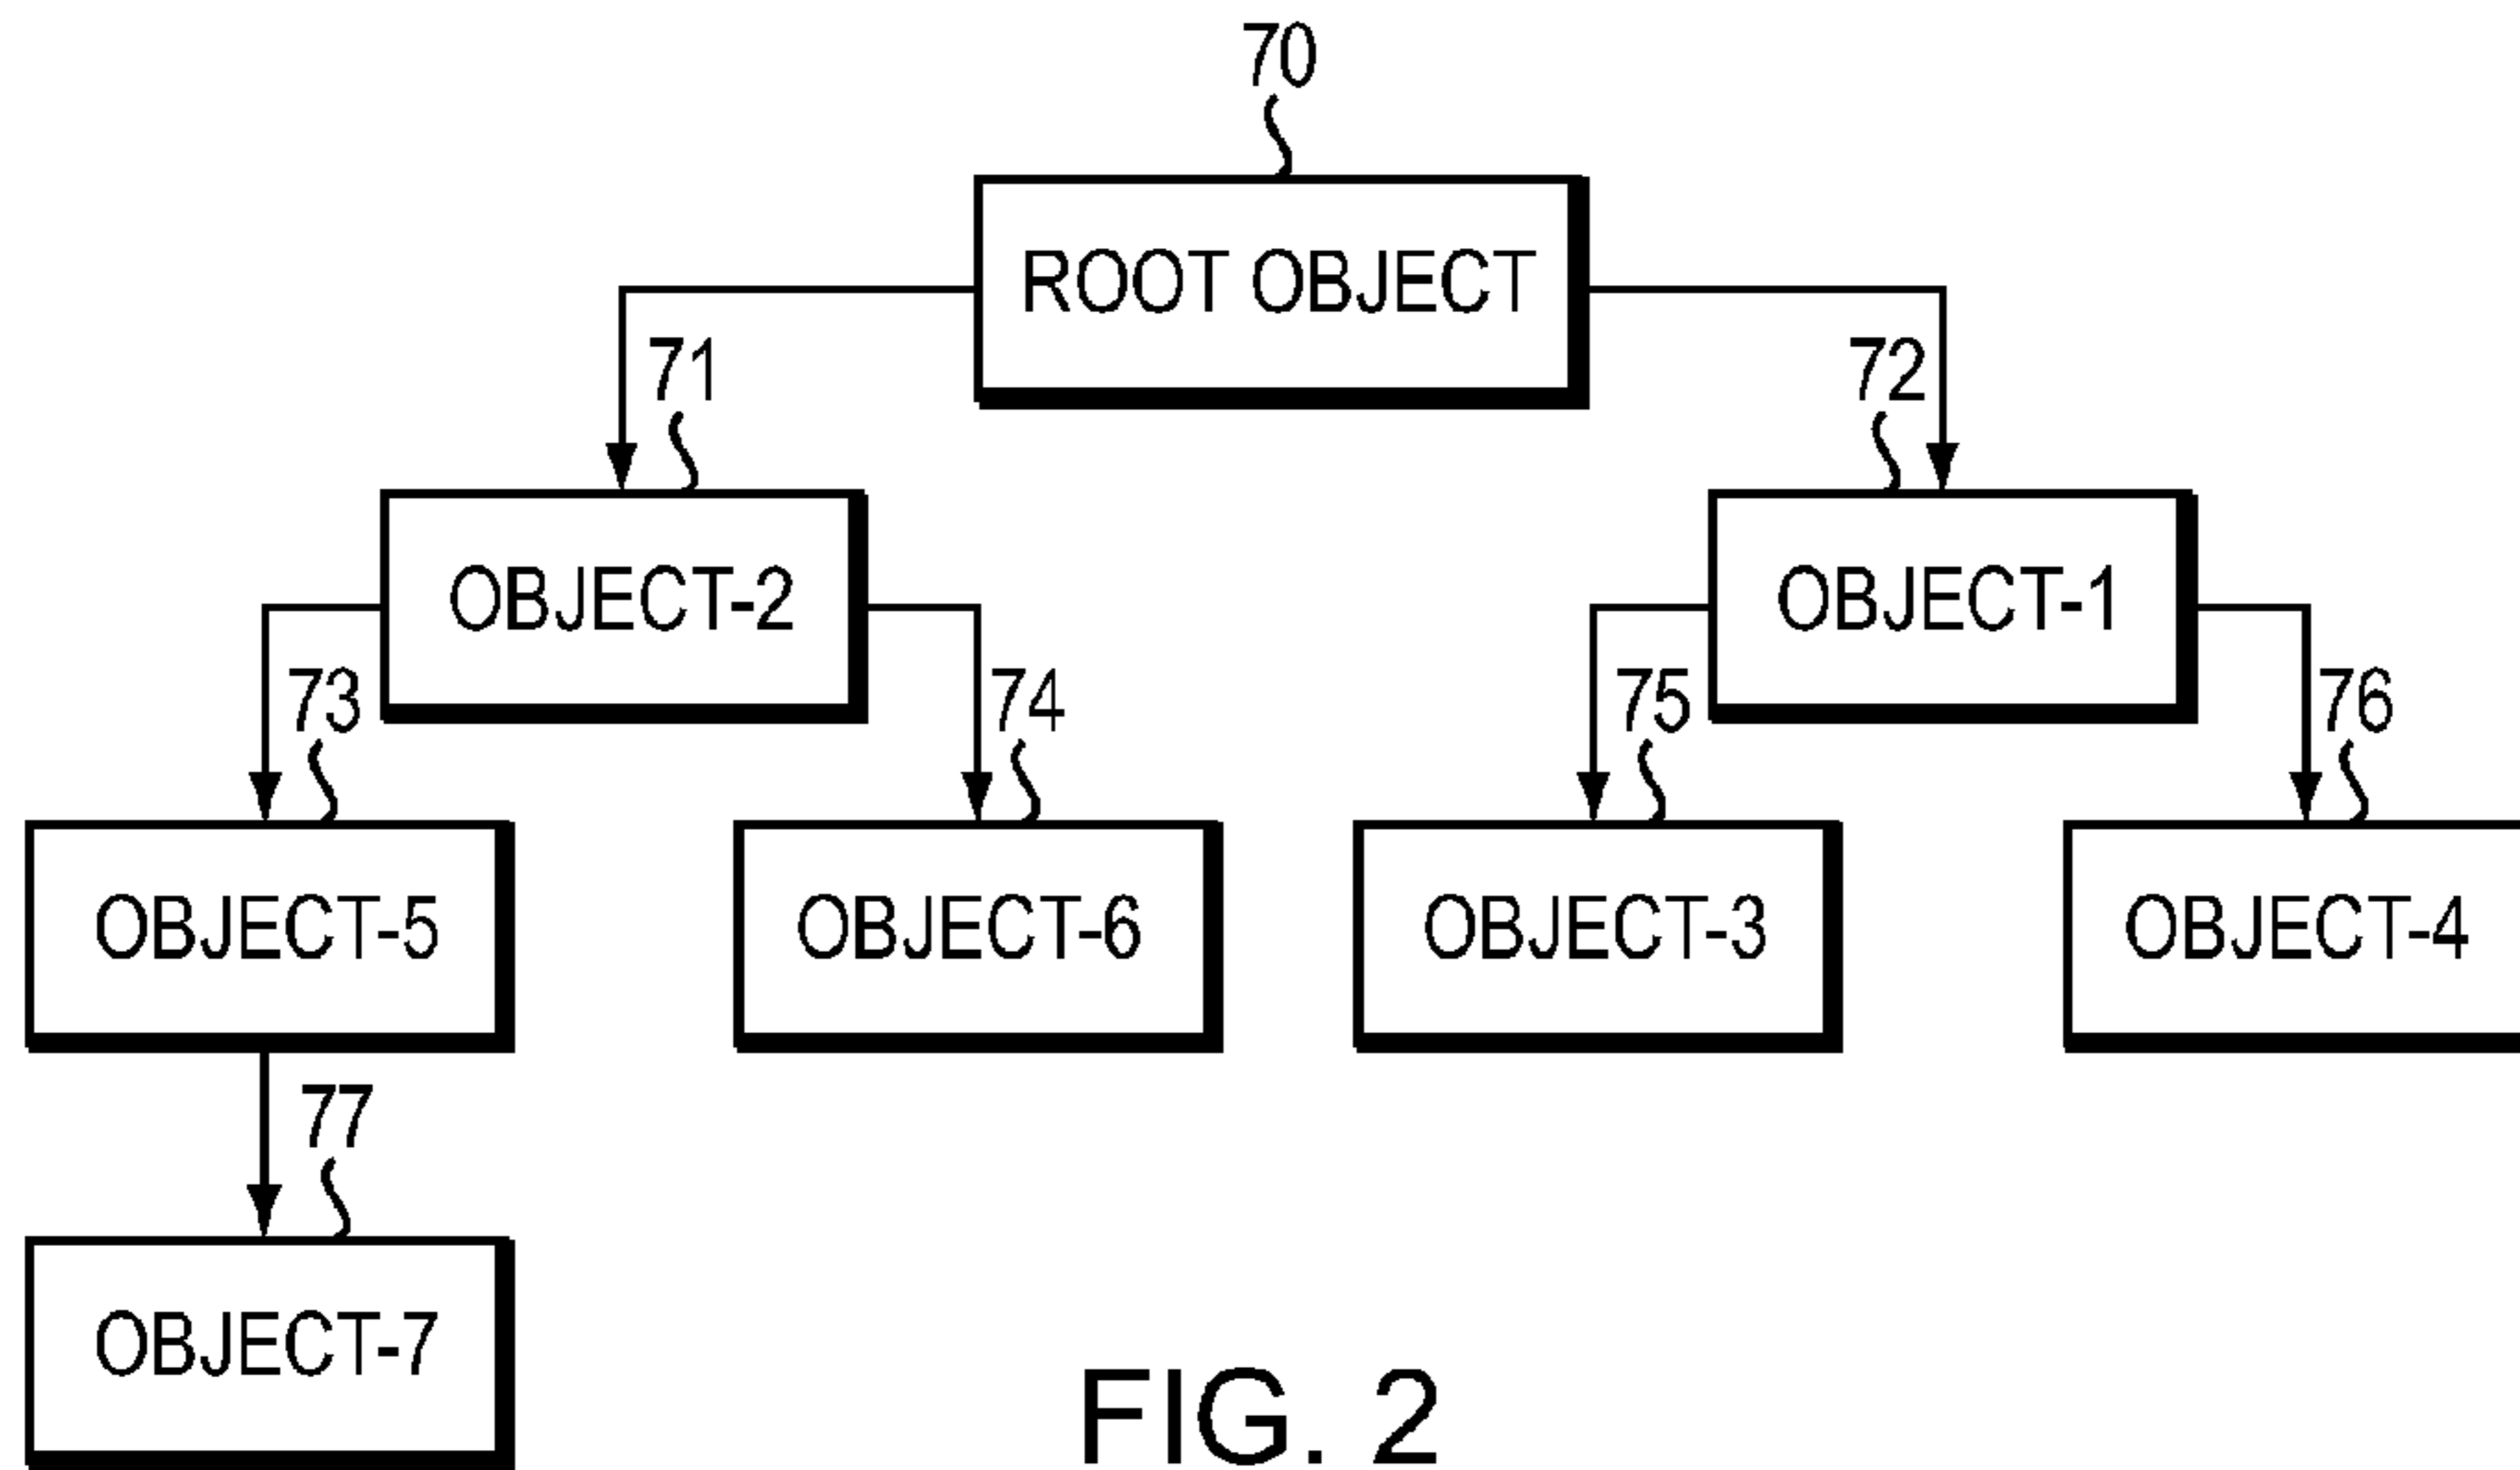 70
ROOT OBJECT
71
72
OBJECT-2
OBJECT-1
73
74
75
76
OBJECT-5
OBJECT-6
OBJECT-3
OBJECT-4
77
OBJECT-7
FIG. 2